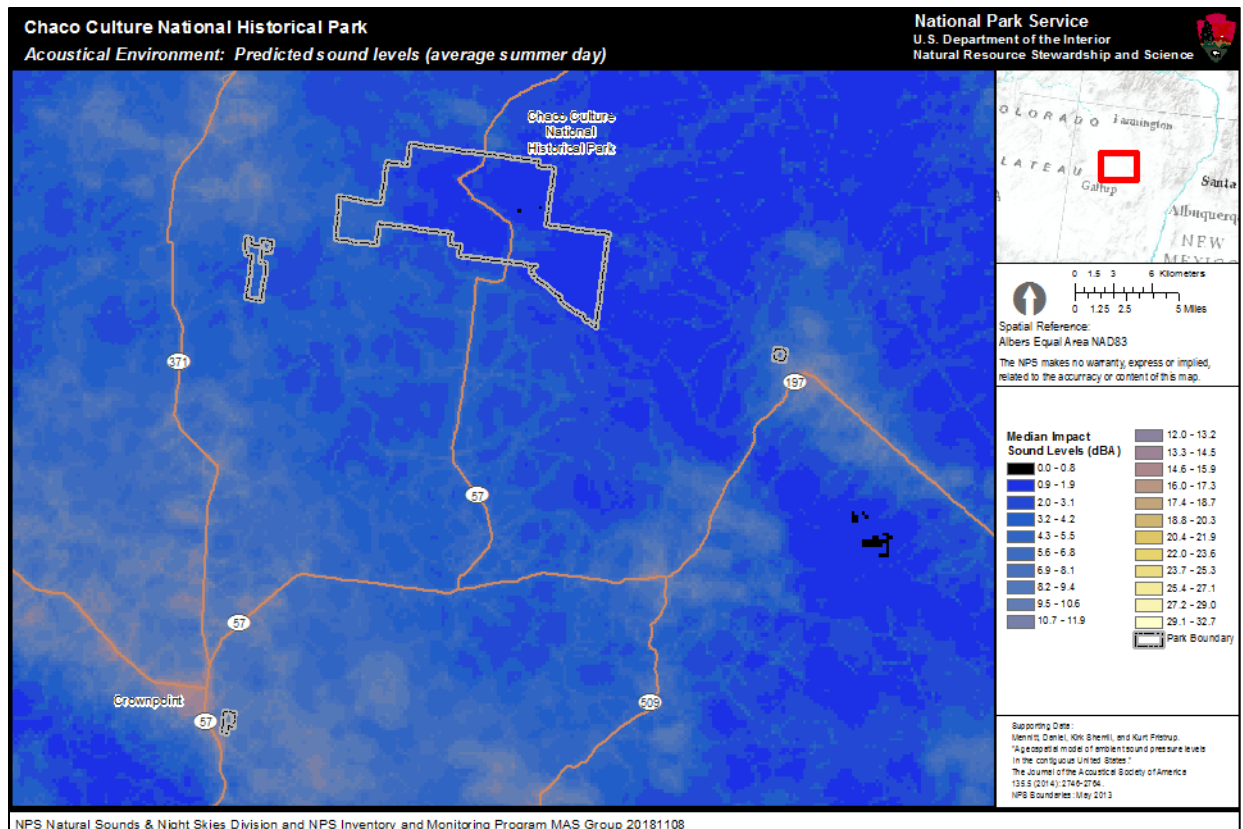 Chaco Culture National Historical Park
Acoustical Environment: Predicted sound levels (average summer day)
National Park Service
U.S. Department of the Interior
Natural Resource Stewardship and Science
Chaco Culture
National
Historical Park
371
197
57
57
Crownpoint
57
509
COLORADO
Farmington
PLATEAU
Gallup
Santa
Albuquerq
NEW
MEXICO
0 1.5 3 6 Kilometers
0 1.25 2.5 5 Miles
Spatial Reference:
Albers Equal Area NAD83
The NPS makes no warranty, express or implied,
related to the accurracy or content of this map.
Median Impact
Sound Levels (dBA)
0.0 - 0.8
0.9 - 1.9
2.0 - 3.1
3.2 - 4.2
4.3 - 5.5
5.6 - 6.8
6.9 - 8.1
8.2 - 9.4
9.5 - 10.6
10.7 - 11.9
12.0 - 13.2
13.3 - 14.5
14.6 - 15.9
16.0 - 17.3
17.4 - 18.7
18.8 - 20.3
20.4 - 21.9
22.0 - 23.6
23.7 - 25.3
25.4 - 27.1
27.2 - 29.0
29.1 - 32.7
Park Boundary
Supporting Data:
Mennitt, Daniel, Kirk Sherrill, and Kurt Fristrup.
"A geospatial model of ambient sound pressure levels
in the contiguous United States."
The Journal of the Acoustical Society of America
135.5 (2014): 2746-2764.
NPS Boundaries: May 2013
NPS Natural Sounds & Night Skies Division and NPS Inventory and Monitoring Program MAS Group 20181108